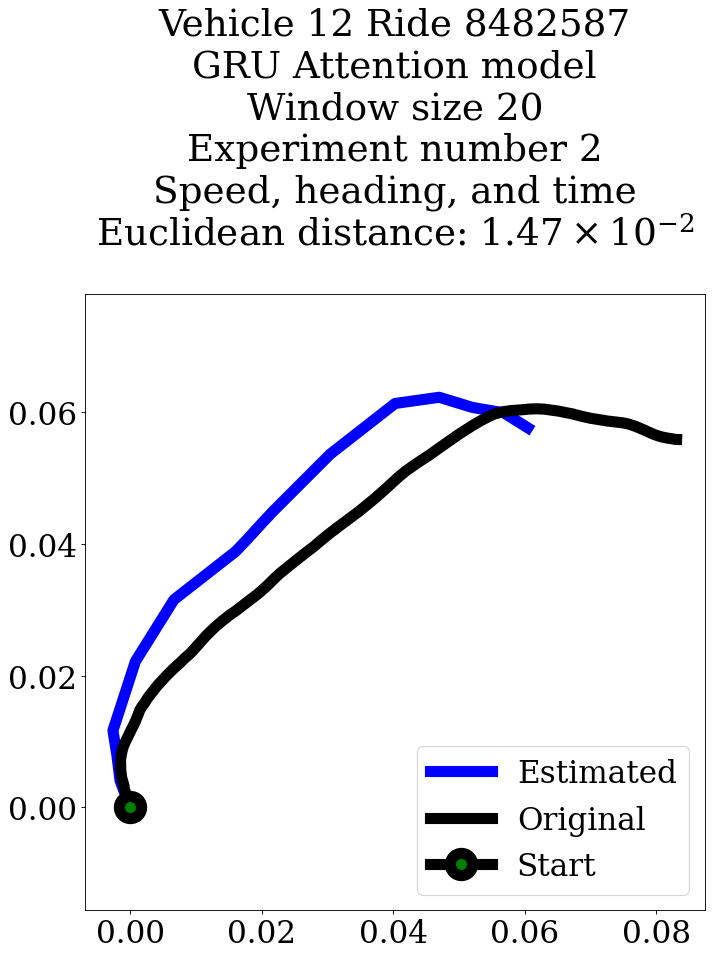 Vehicle 12 Ride 8482587
GRU Attention model
Window size 20
Experiment number 2
Speed, heading, and time
Euclidean distance: 1.47 × 10⁻²
0.06
0.04
0.02
0.00
Estimated
Original
Start
0.00 0.02 0.04 0.06 0.08